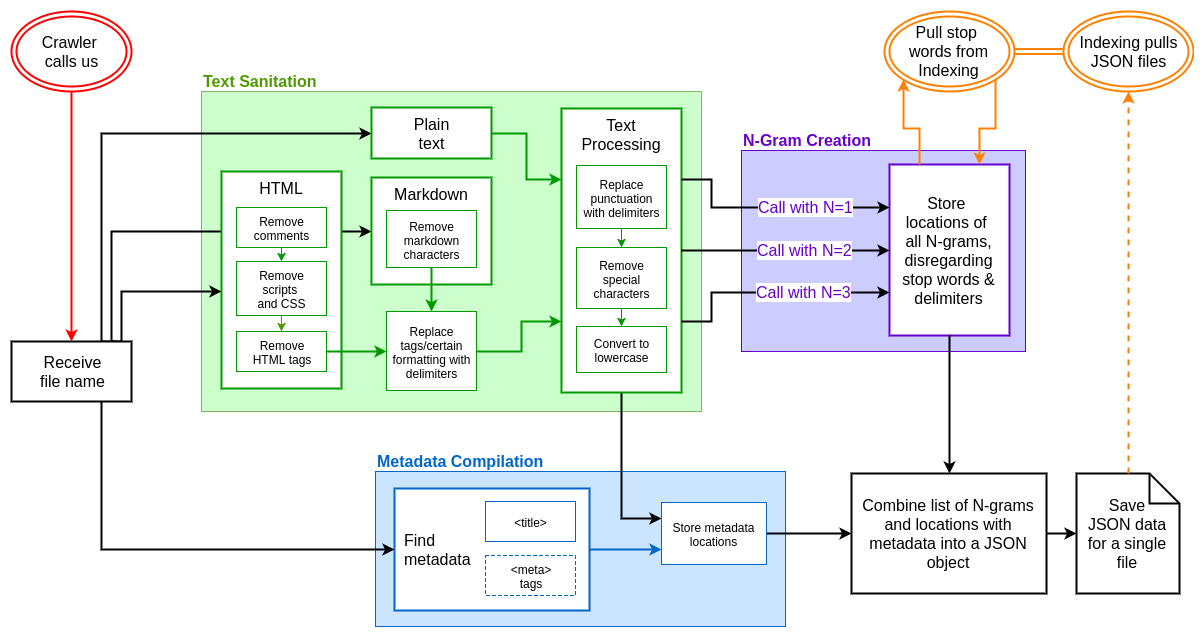 Crawler
calls us
Pull stop
words from
Indexing
Indexing pulls
JSON files
Text Sanitation
Plain
text
Text
Processing
N-Gram Creation
HTML
Remove
comments
Remove
scripts
and CSS
Remove
HTML tags
Markdown
Remove
markdown
characters
Replace
tags/certain
formatting with
delimiters
Replace
punctuation
with delimiters
Remove
special
characters
Convert to
lowercase
Call with N=1
Call with N=2
Call with N=3
Store
locations of
all N-grams,
disregarding
stop words &
delimiters
Receive
file name
Metadata Compilation
Find
metadata
<title>
<meta>
tags
Store metadata
locations
Combine list of N-grams
and locations with
metadata into a JSON
object
Save
JSON data
for a single
file